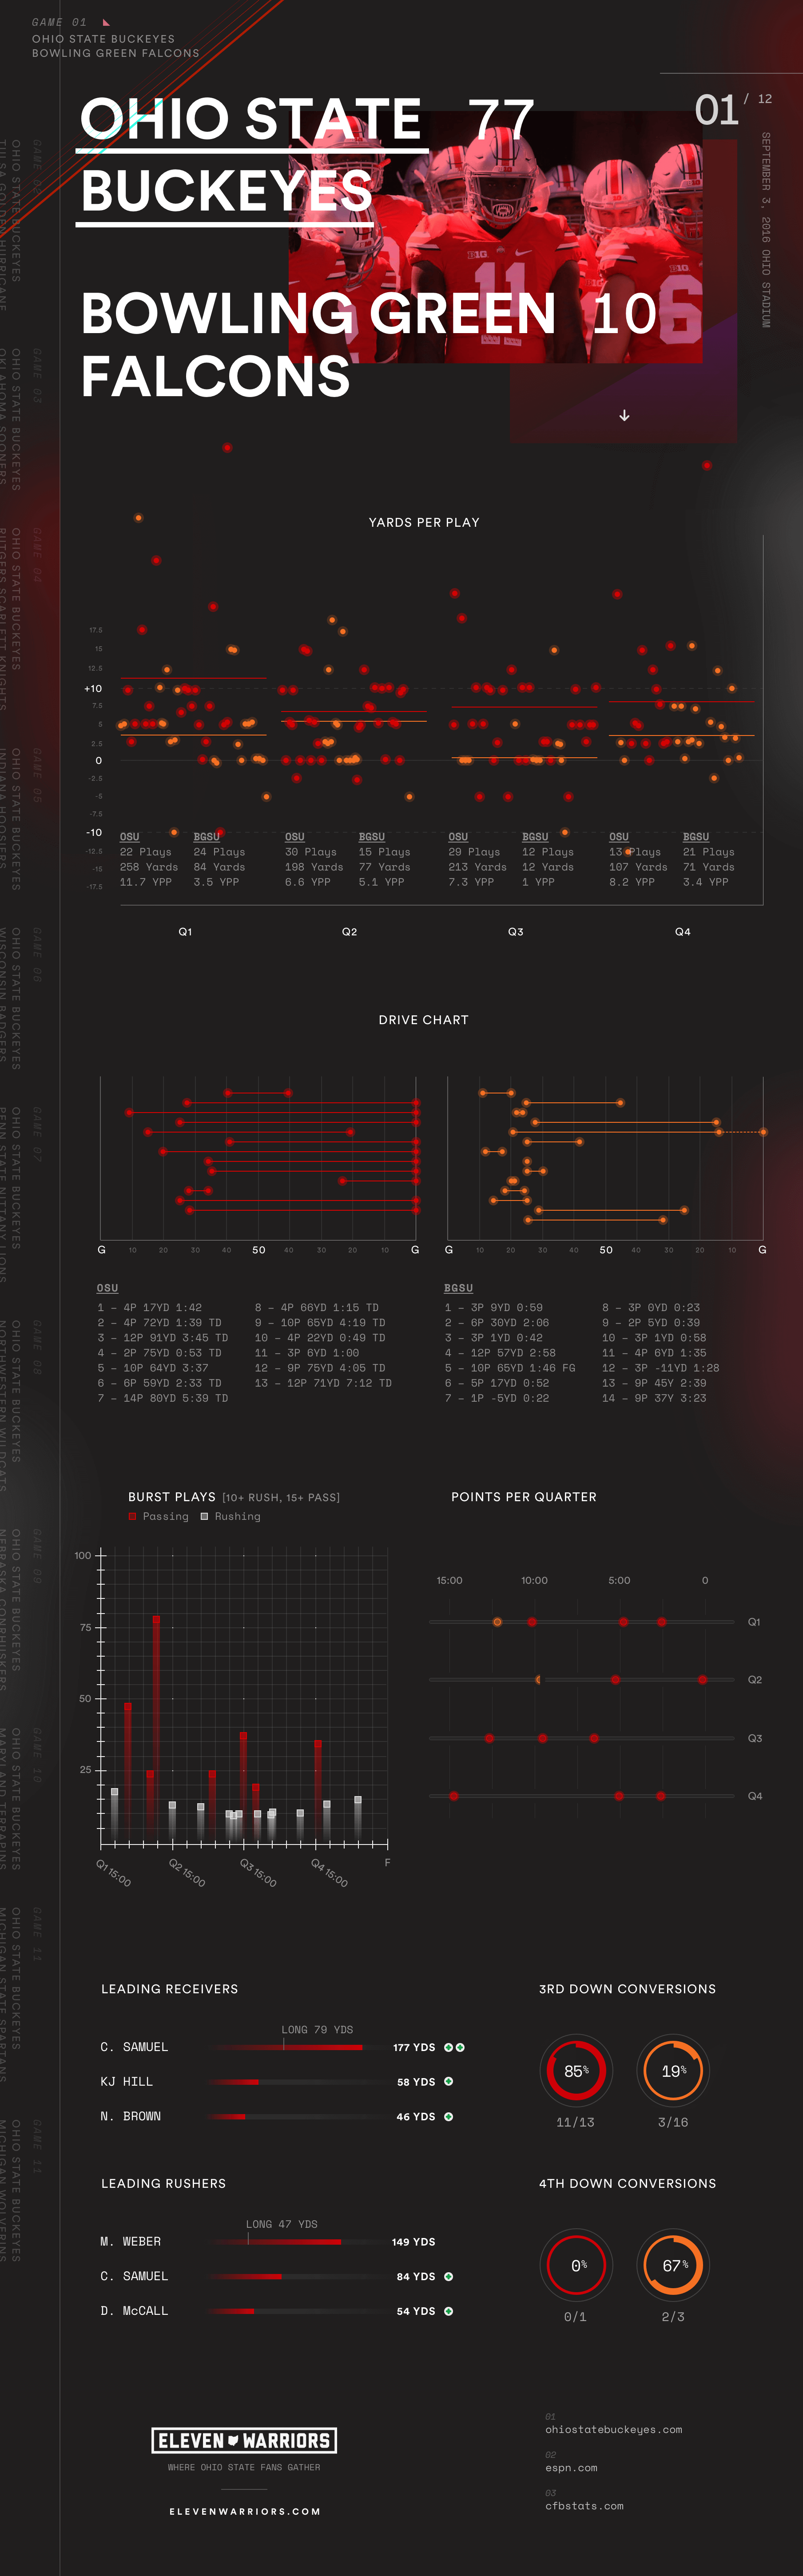 GAME 01
OHIO STATE BUCKEYES
BOWLING GREEN FALCONS
01 / 12
SEPTEMBER 3, 2016 OHIO STADIUM
OHIO STATE 77
BUCKEYES
BOWLING GREEN 10
FALCONS
GAME 02
OHIO STATE BUCKEYES
TULSA GOLDEN HURRICANE
GAME 03
OHIO STATE BUCKEYES
OKLAHOMA SOONERS
GAME 04
OHIO STATE BUCKEYES
RUTGERS SCARLETT KNIGHTS
GAME 05
OHIO STATE BUCKEYES
INDIANA HOOSIERS
GAME 06
OHIO STATE BUCKEYES
WISCONSIN BADGERS
GAME 07
OHIO STATE BUCKEYES
PENN STATE NITTANY LIONS
GAME 08
OHIO STATE BUCKEYES
NORTHWESTERN WILDCATS
GAME 09
OHIO STATE BUCKEYES
NEBRASKA CORNHUSKERS
GAME 10
OHIO STATE BUCKEYES
MARYLAND TERRAPINS
GAME 11
OHIO STATE BUCKEYES
MICHIGAN STATE SPARTANS
GAME 11
OHIO STATE BUCKEYES
MICHIGAN WOLVERINES
YARDS PER PLAY
17.5
15
12.5
+10
7.5
5
2.5
0
-2.5
-5
-7.5
-10
-12.5
-15
-17.5
OSU BGSU OSU BGSU OSU BGSU OSU BGSU
22 Plays 24 Plays 30 Plays 15 Plays 29 Plays 12 Plays 13 Plays 21 Plays
258 Yards 84 Yards 198 Yards 77 Yards 213 Yards 12 Yards 107 Yards 71 Yards
11.7 YPP 3.5 YPP 6.6 YPP 5.1 YPP 7.3 YPP 1 YPP 8.2 YPP 3.4 YPP
Q1 Q2 Q3 Q4
DRIVE CHART
G 10 20 30 40 50 40 30 20 10 G
G 10 20 30 40 50 40 30 20 10 G
OSU
1 – 4P 17YD 1:42
2 – 4P 72YD 1:39 TD
3 – 12P 91YD 3:45 TD
4 – 2P 75YD 0:53 TD
5 – 10P 64YD 3:37
6 – 6P 59YD 2:33 TD
7 – 14P 80YD 5:39 TD
8 – 4P 66YD 1:15 TD
9 – 10P 65YD 4:19 TD
10 – 4P 22YD 0:49 TD
11 – 3P 6YD 1:00
12 – 9P 75YD 4:05 TD
13 – 12P 71YD 7:12 TD
BGSU
1 – 3P 9YD 0:59
2 – 6P 30YD 2:06
3 – 3P 1YD 0:42
4 – 12P 57YD 2:58
5 – 10P 65YD 1:46 FG
6 – 5P 17YD 0:52
7 – 1P -5YD 0:22
8 – 3P 0YD 0:23
9 – 2P 5YD 0:39
10 – 3P 1YD 0:58
11 – 4P 6YD 1:35
12 – 3P -11YD 1:28
13 – 9P 45Y 2:39
14 – 9P 37Y 3:23
BURST PLAYS [10+ RUSH, 15+ PASS]
Passing Rushing
100
75
50
25
Q1 15:00 Q2 15:00 Q3 15:00 Q4 15:00 F
POINTS PER QUARTER
15:00 10:00 5:00 0
Q1
Q2
Q3
Q4
LEADING RECEIVERS
LONG 79 YDS
C. SAMUEL 177 YDS
KJ HILL 58 YDS
N. BROWN 46 YDS
3RD DOWN CONVERSIONS
85% 19%
11/13 3/16
LEADING RUSHERS
LONG 47 YDS
M. WEBER 149 YDS
C. SAMUEL 84 YDS
D. McCALL 54 YDS
4TH DOWN CONVERSIONS
0% 67%
0/1 2/3
ELEVEN WARRIORS
WHERE OHIO STATE FANS GATHER
ELEVENWARRIORS.COM
01
ohiostatebuckeyes.com
02
espn.com
03
cfbstats.com